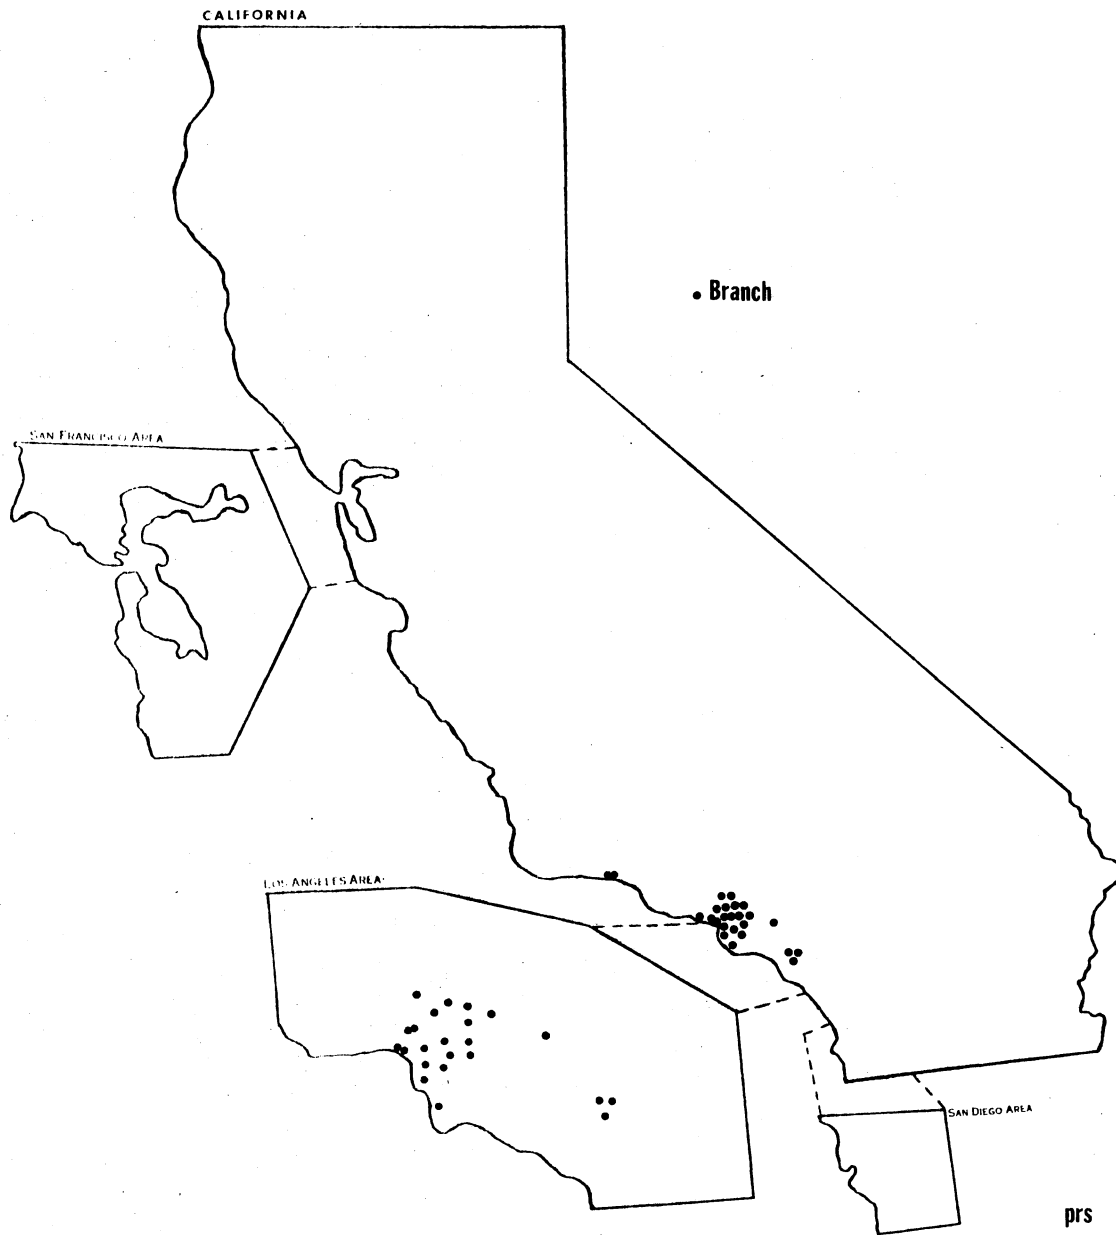 CALIFORNIA
• Branch
SAN FRANCISCO AREA
LOS ANGELES AREA
SAN DIEGO AREA
prs